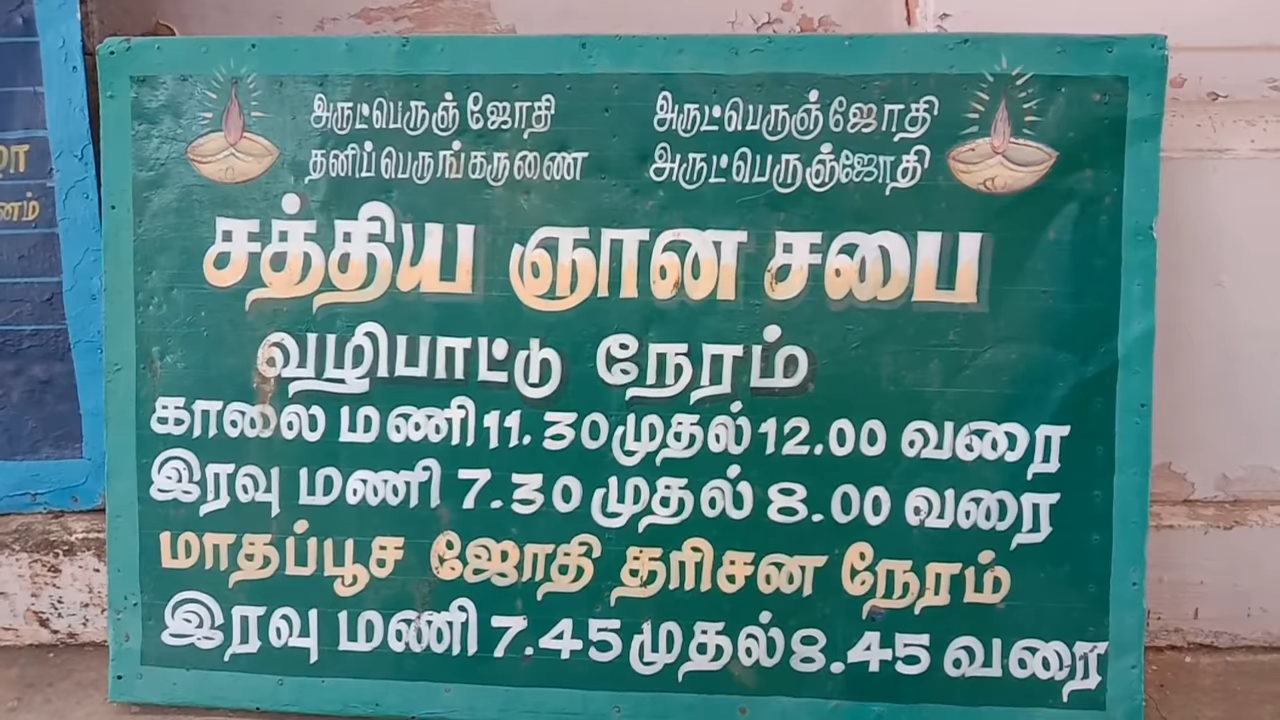 அருட்பெருஞ் ஜோதி அருட்பெருஞ்ஜோதி
தனிப்பெருங்கருணை அருட்பெருஞ்ஜோதி
சத்திய ஞான சபை
வழிபாட்டு நேரம்
காலை மணி 11.30 முதல் 12.00 வரை
இரவு மணி 7.30 முதல் 8.00 வரை
மாதப்பூச ஜோதி தரிசன நேரம்
இரவு மணி 7.45 முதல் 8.45 வரை